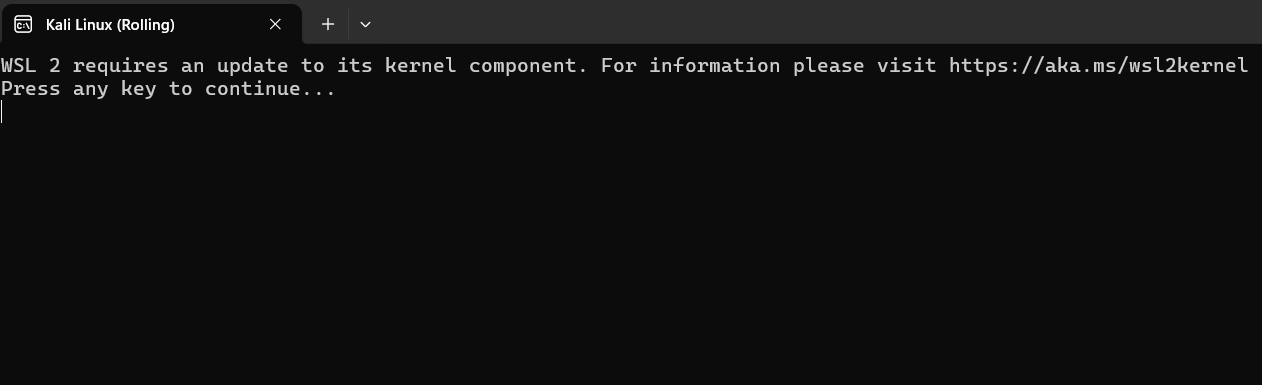 Kali Linux (Rolling)
WSL 2 requires an update to its kernel component. For information please visit https://aka.ms/wsl2kernel
Press any key to continue...